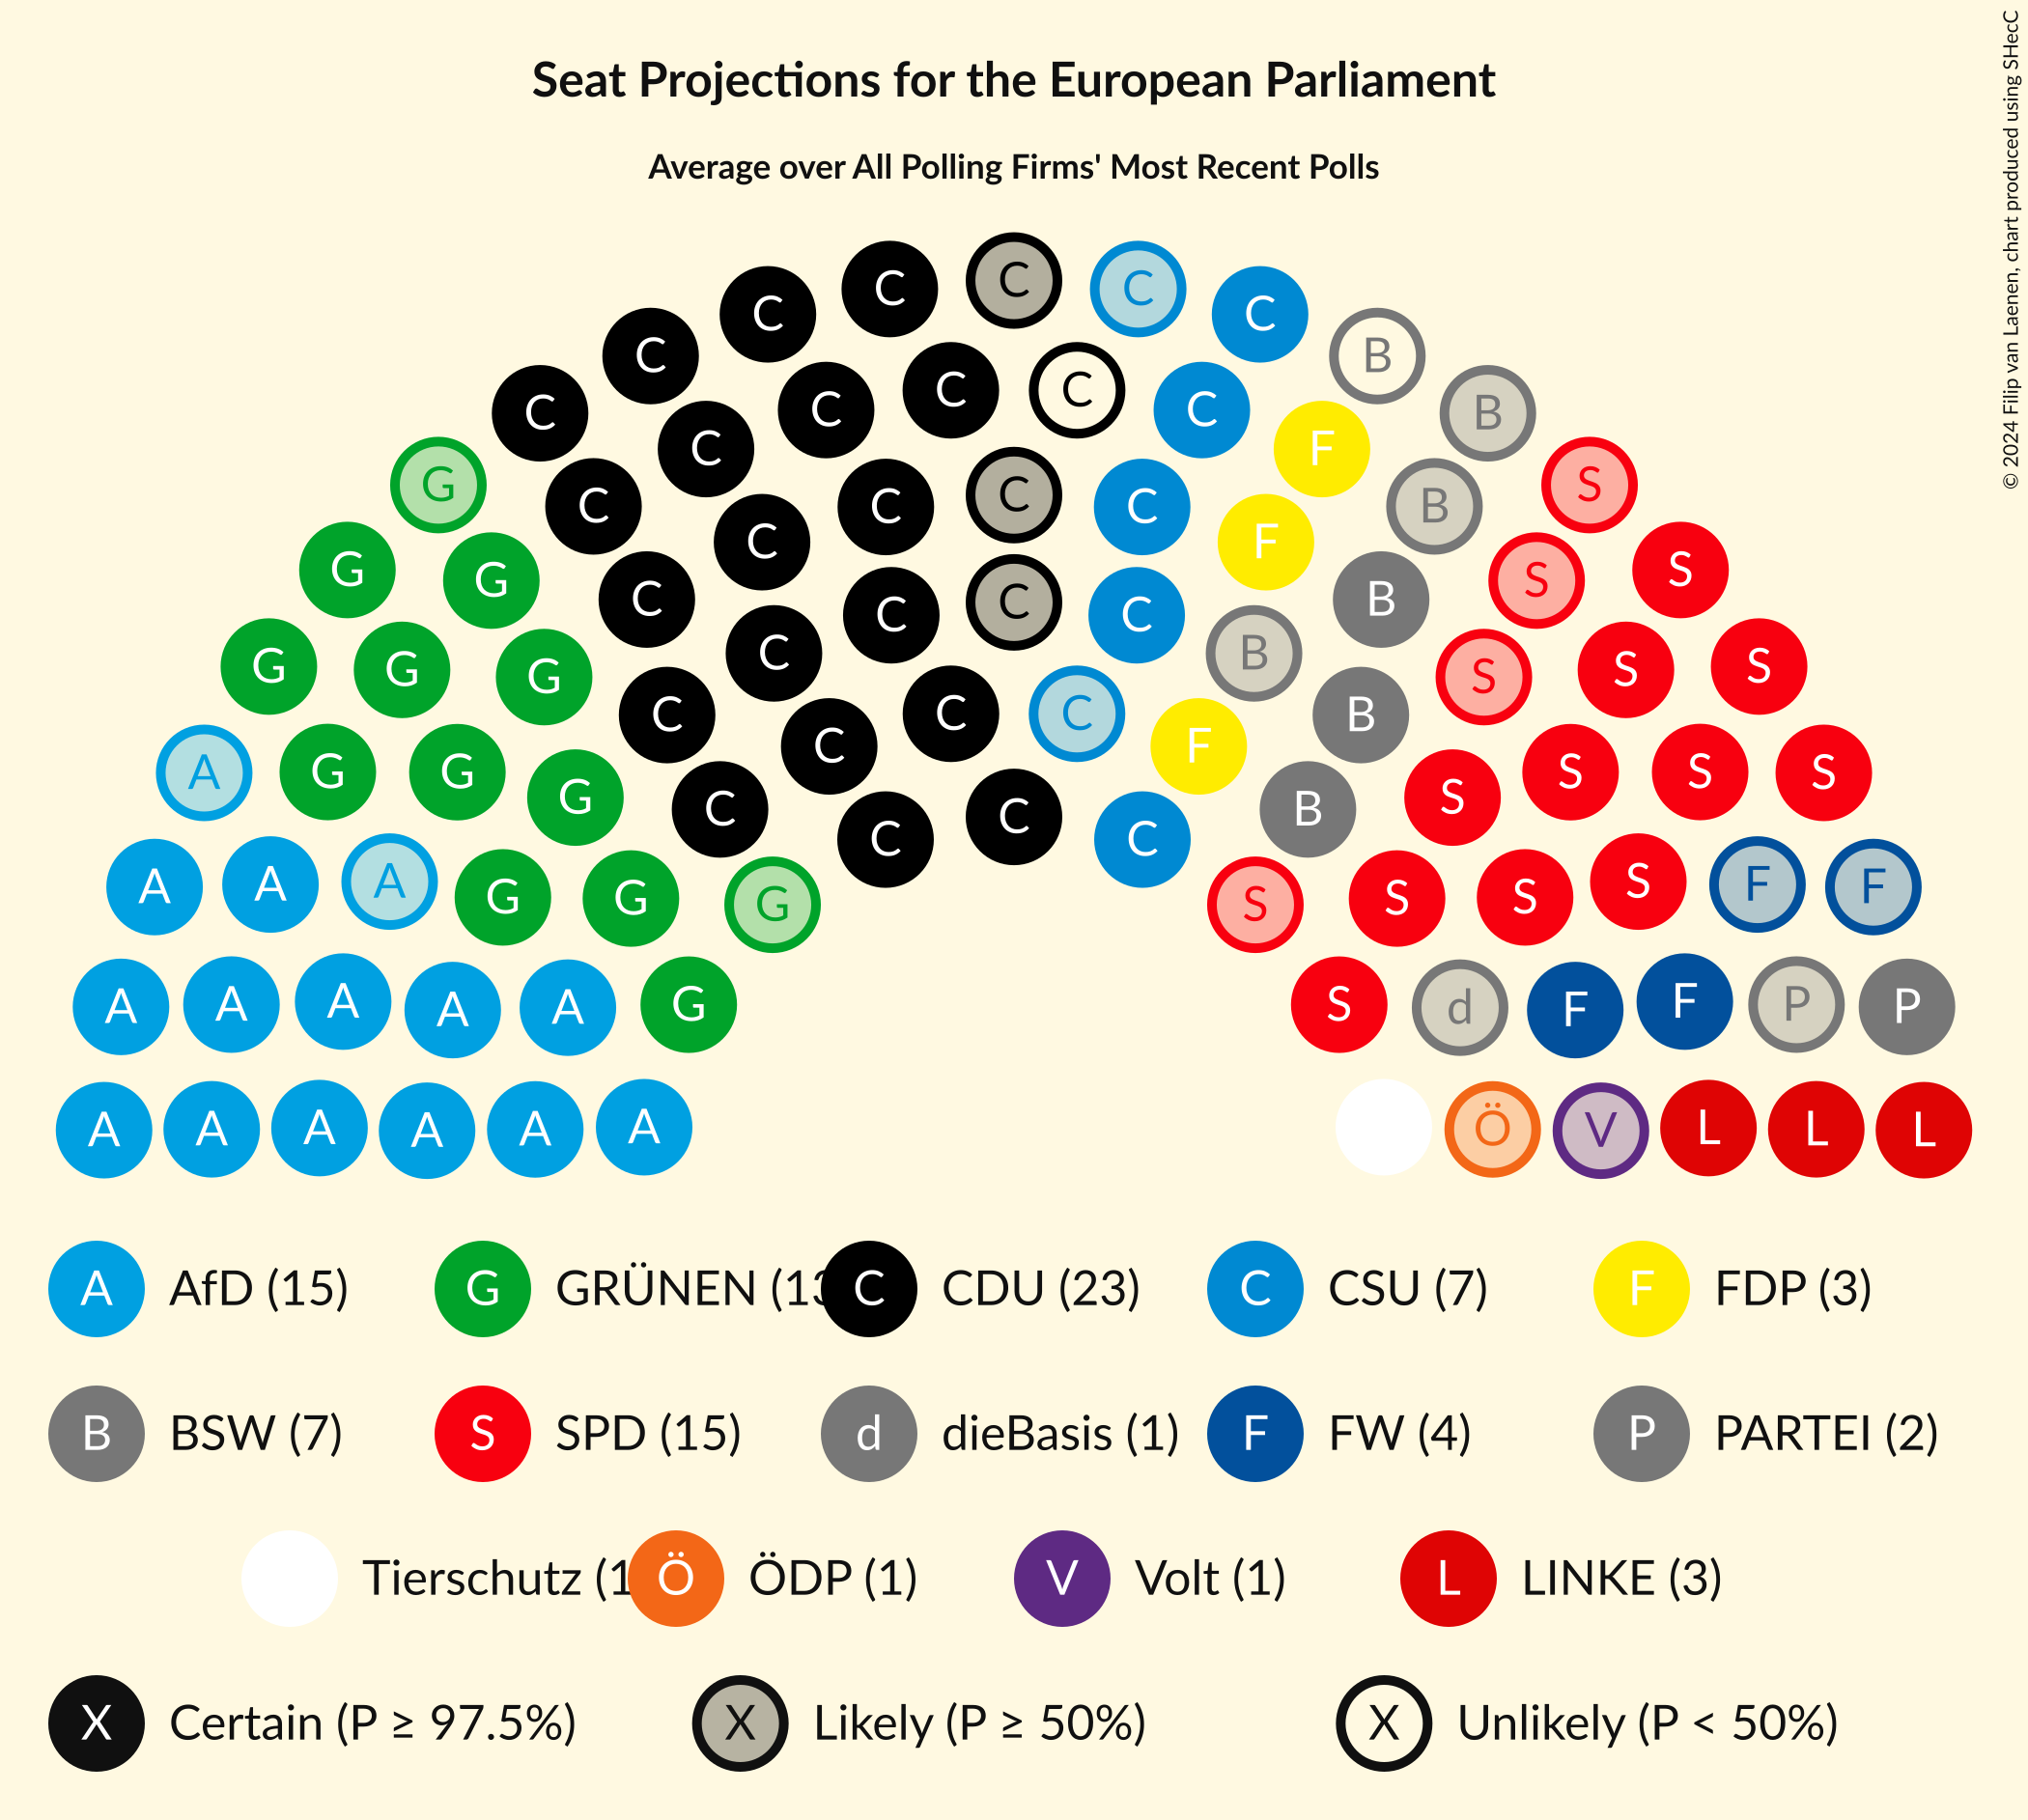 © 2024 Filip van Laenen, chart produced using SHecC
Seat Projections for the European Parliament
Average over All Polling Firms' Most Recent Polls
C C C
C C
C B
C C
C C C B
C F
G C C C C B S
C F
G G C C B S S
C C
G G G C B S S S
C C C B
C F
A G G G C B S S S S
C C C
A A A G G G S S S S F F
A A A A A G S d F F P P
A A A A A A Ö V L L L
A AfD (15) G GRÜNEN (13 C CDU (23) C CSU (7) F FDP (3)
B BSW (7) S SPD (15) d dieBasis (1) F FW (4) P PARTEI (2)
Tierschutz (1 Ö ÖDP (1) V Volt (1) L LINKE (3)
X Certain (P ≥ 97.5%) X Likely (P ≥ 50%) X Unlikely (P < 50%)